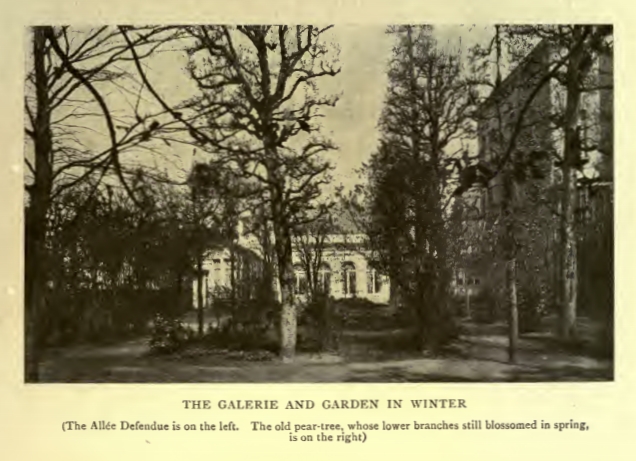 THE GALERIE AND GARDEN IN WINTER
(The Allée Defendue is on the left. The old pear-tree, whose lower branches still blossomed in spring,
is on the right)